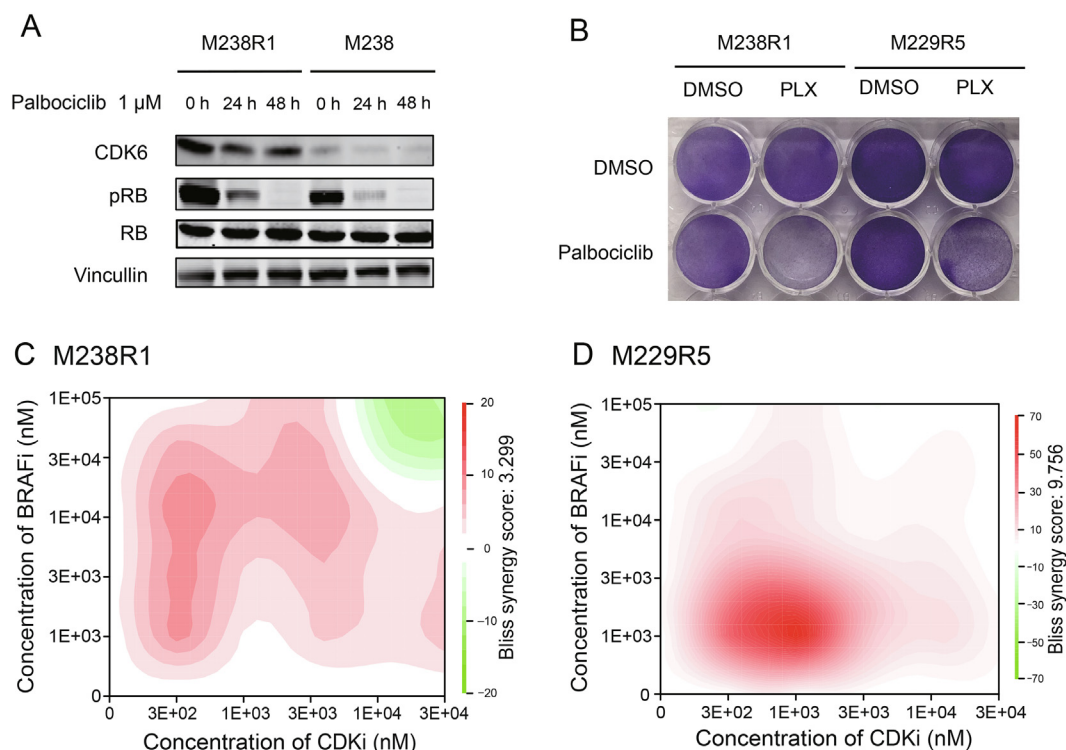 A
M238R1 M238
Palbociclib 1 μM 0 h 24 h 48 h 0 h 24 h 48 h
CDK6
pRB
RB
Vincullin
B
M238R1 M229R5
DMSO PLX DMSO PLX
DMSO
Palbociclib
C M238R1
Concentration of BRAFi (nM)
1E+05
3E+04
1E+04
3E+03
1E+03
0
0 3E+02 1E+03 3E+03 1E+04 3E+04
Concentration of CDKi (nM)
20
10
0
−10
−20
Bliss synergy score: 3.299
D M229R5
Concentration of BRAFi (nM)
1E+05
3E+04
1E+04
3E+03
1E+03
0
0 3E+02 1E+03 3E+03 1E+04 3E+04
Concentration of CDKi (nM)
70
50
30
10
−10
−30
−50
−70
Bliss synergy score: 9.756